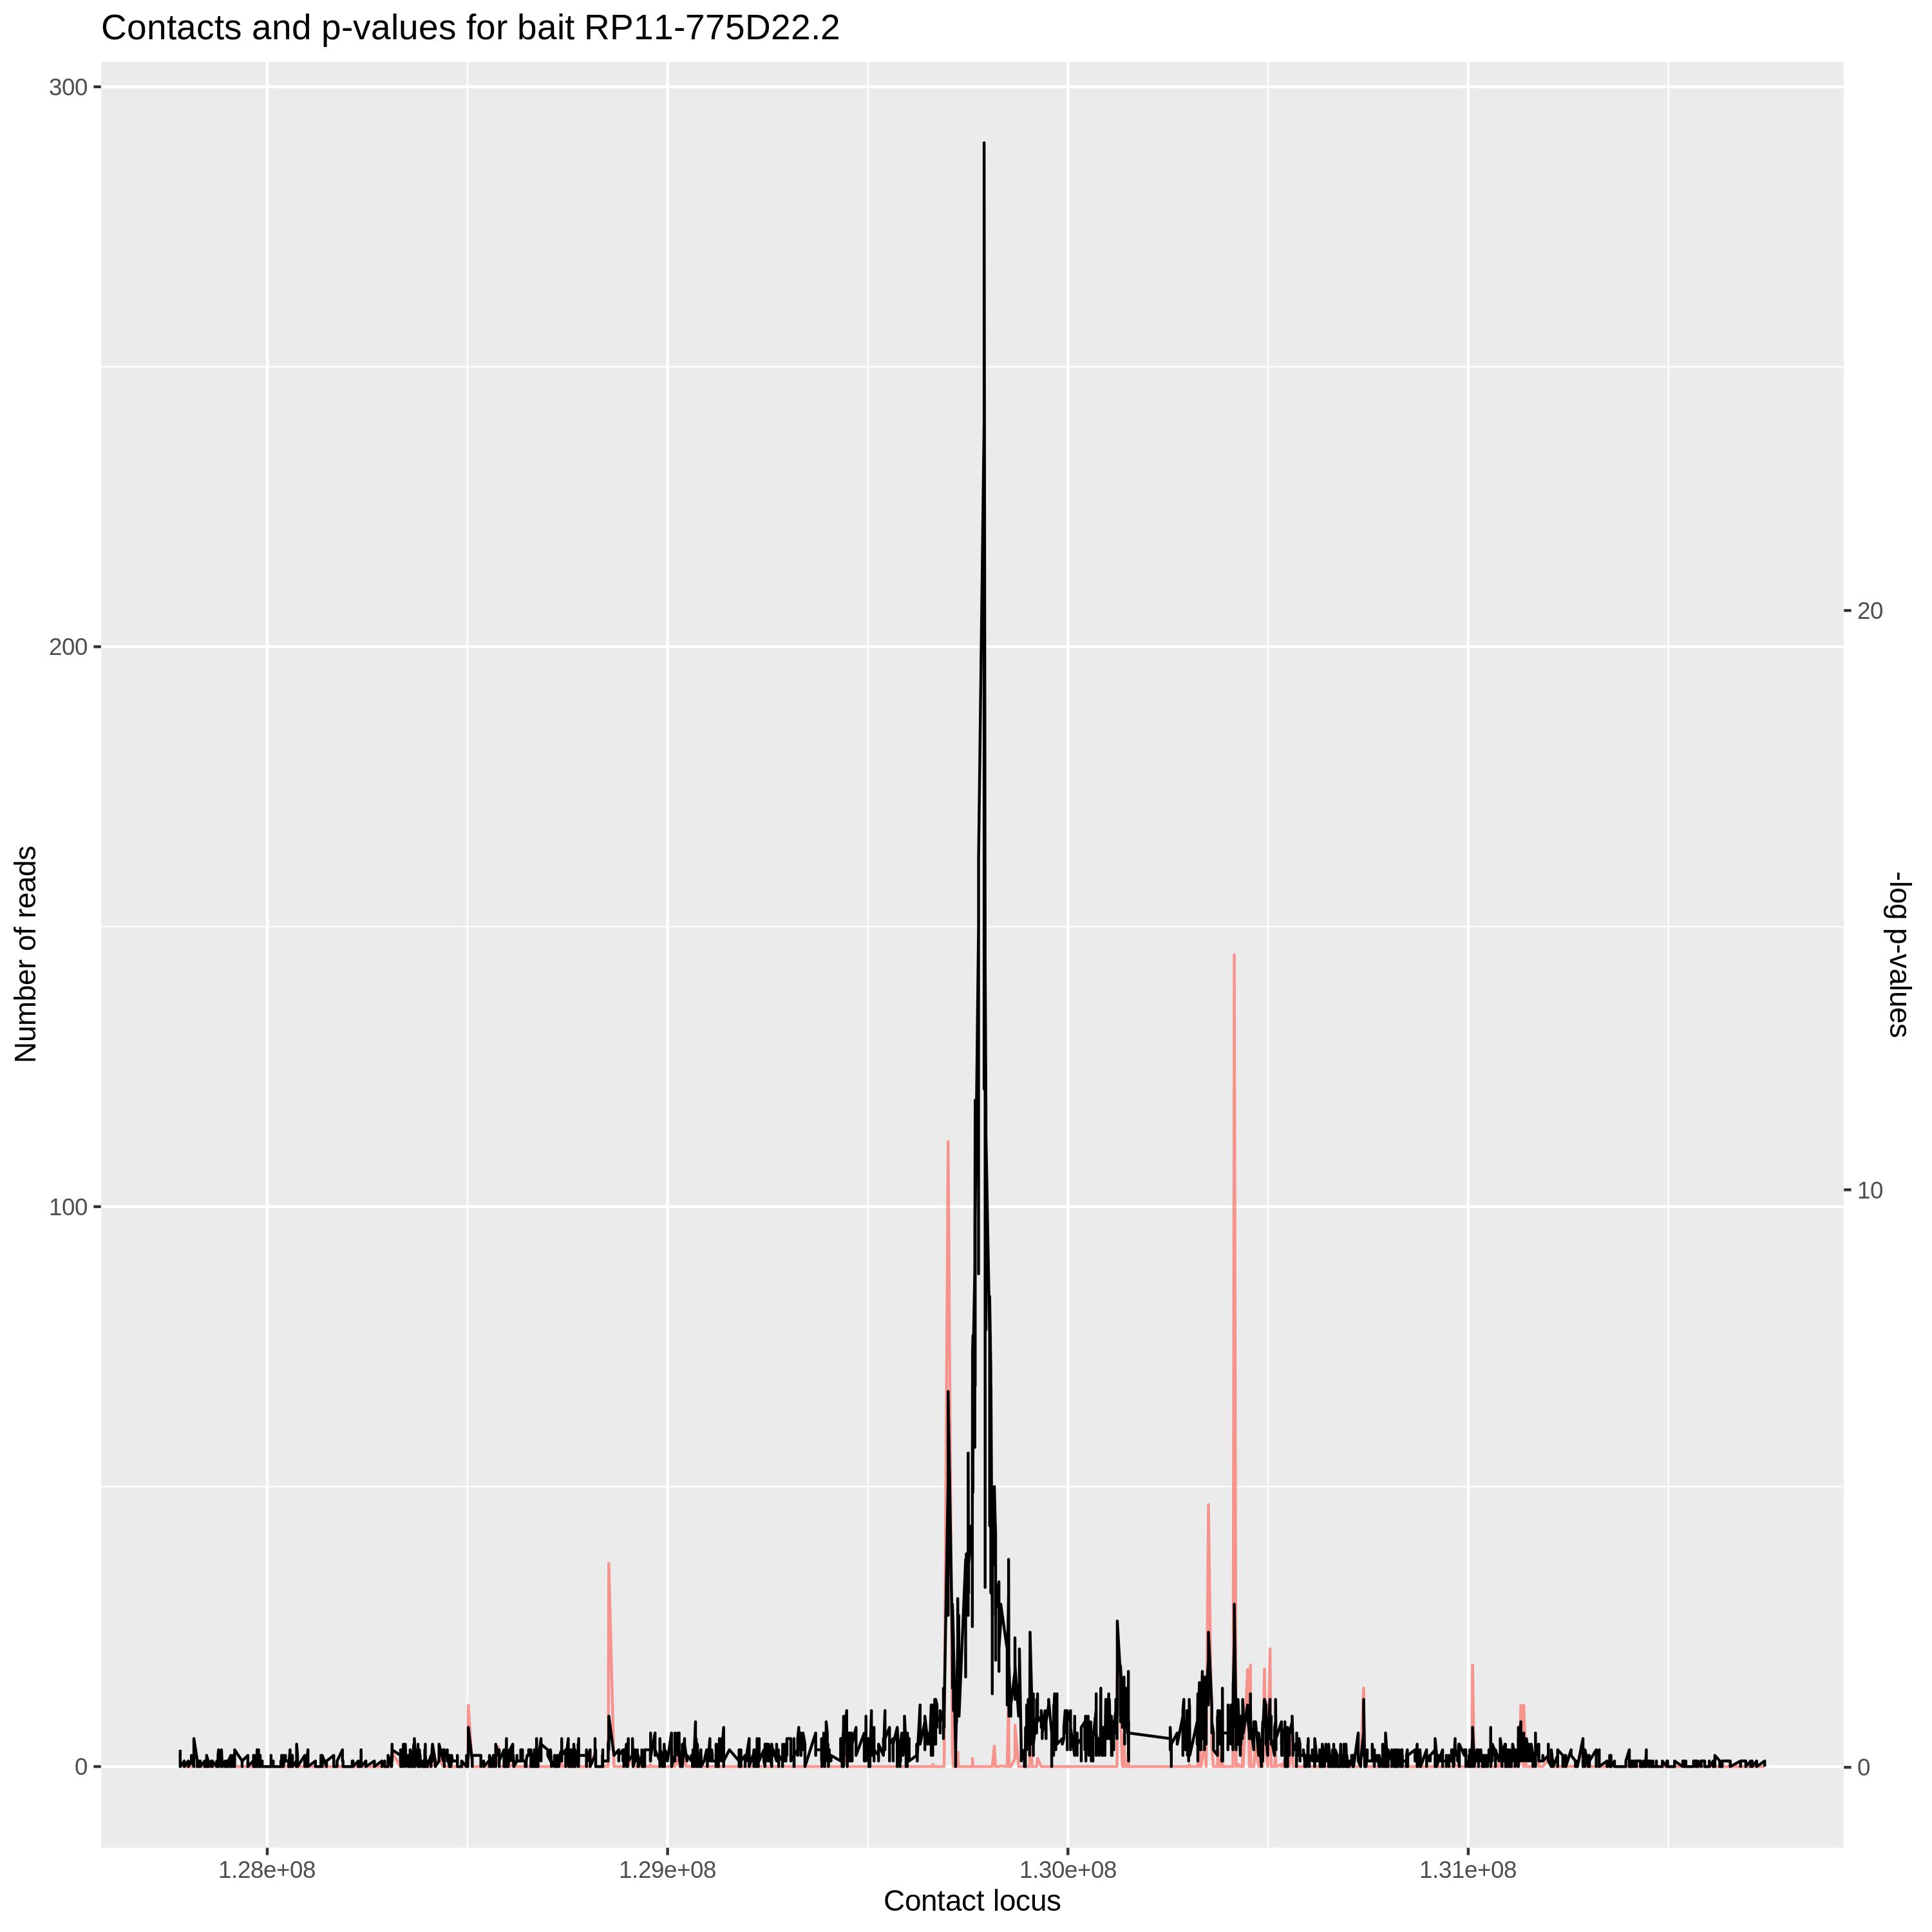 Contacts and p-values for bait RP11-775D22.2
300
200
100
0
Number of reads
20
10
0
-log p-values
1.28e+08
1.29e+08
1.30e+08
1.31e+08
Contact locus